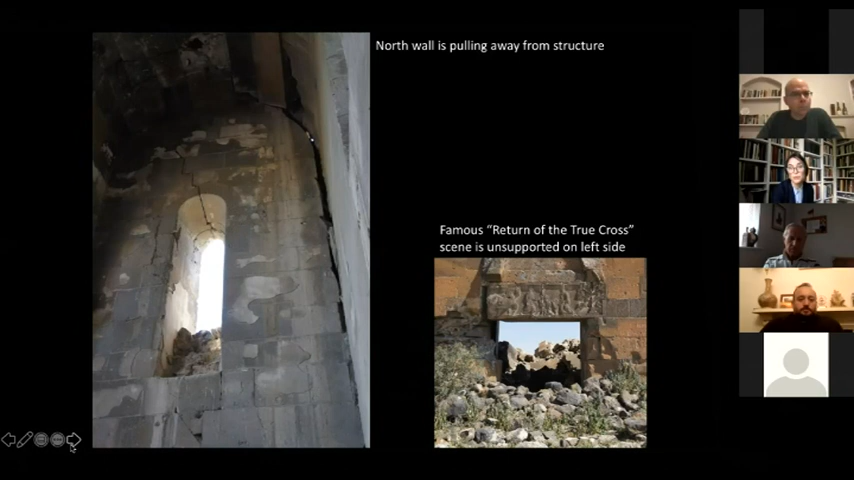 North wall is pulling away from structure
Famous “Return of the True Cross”
scene is unsupported on left side